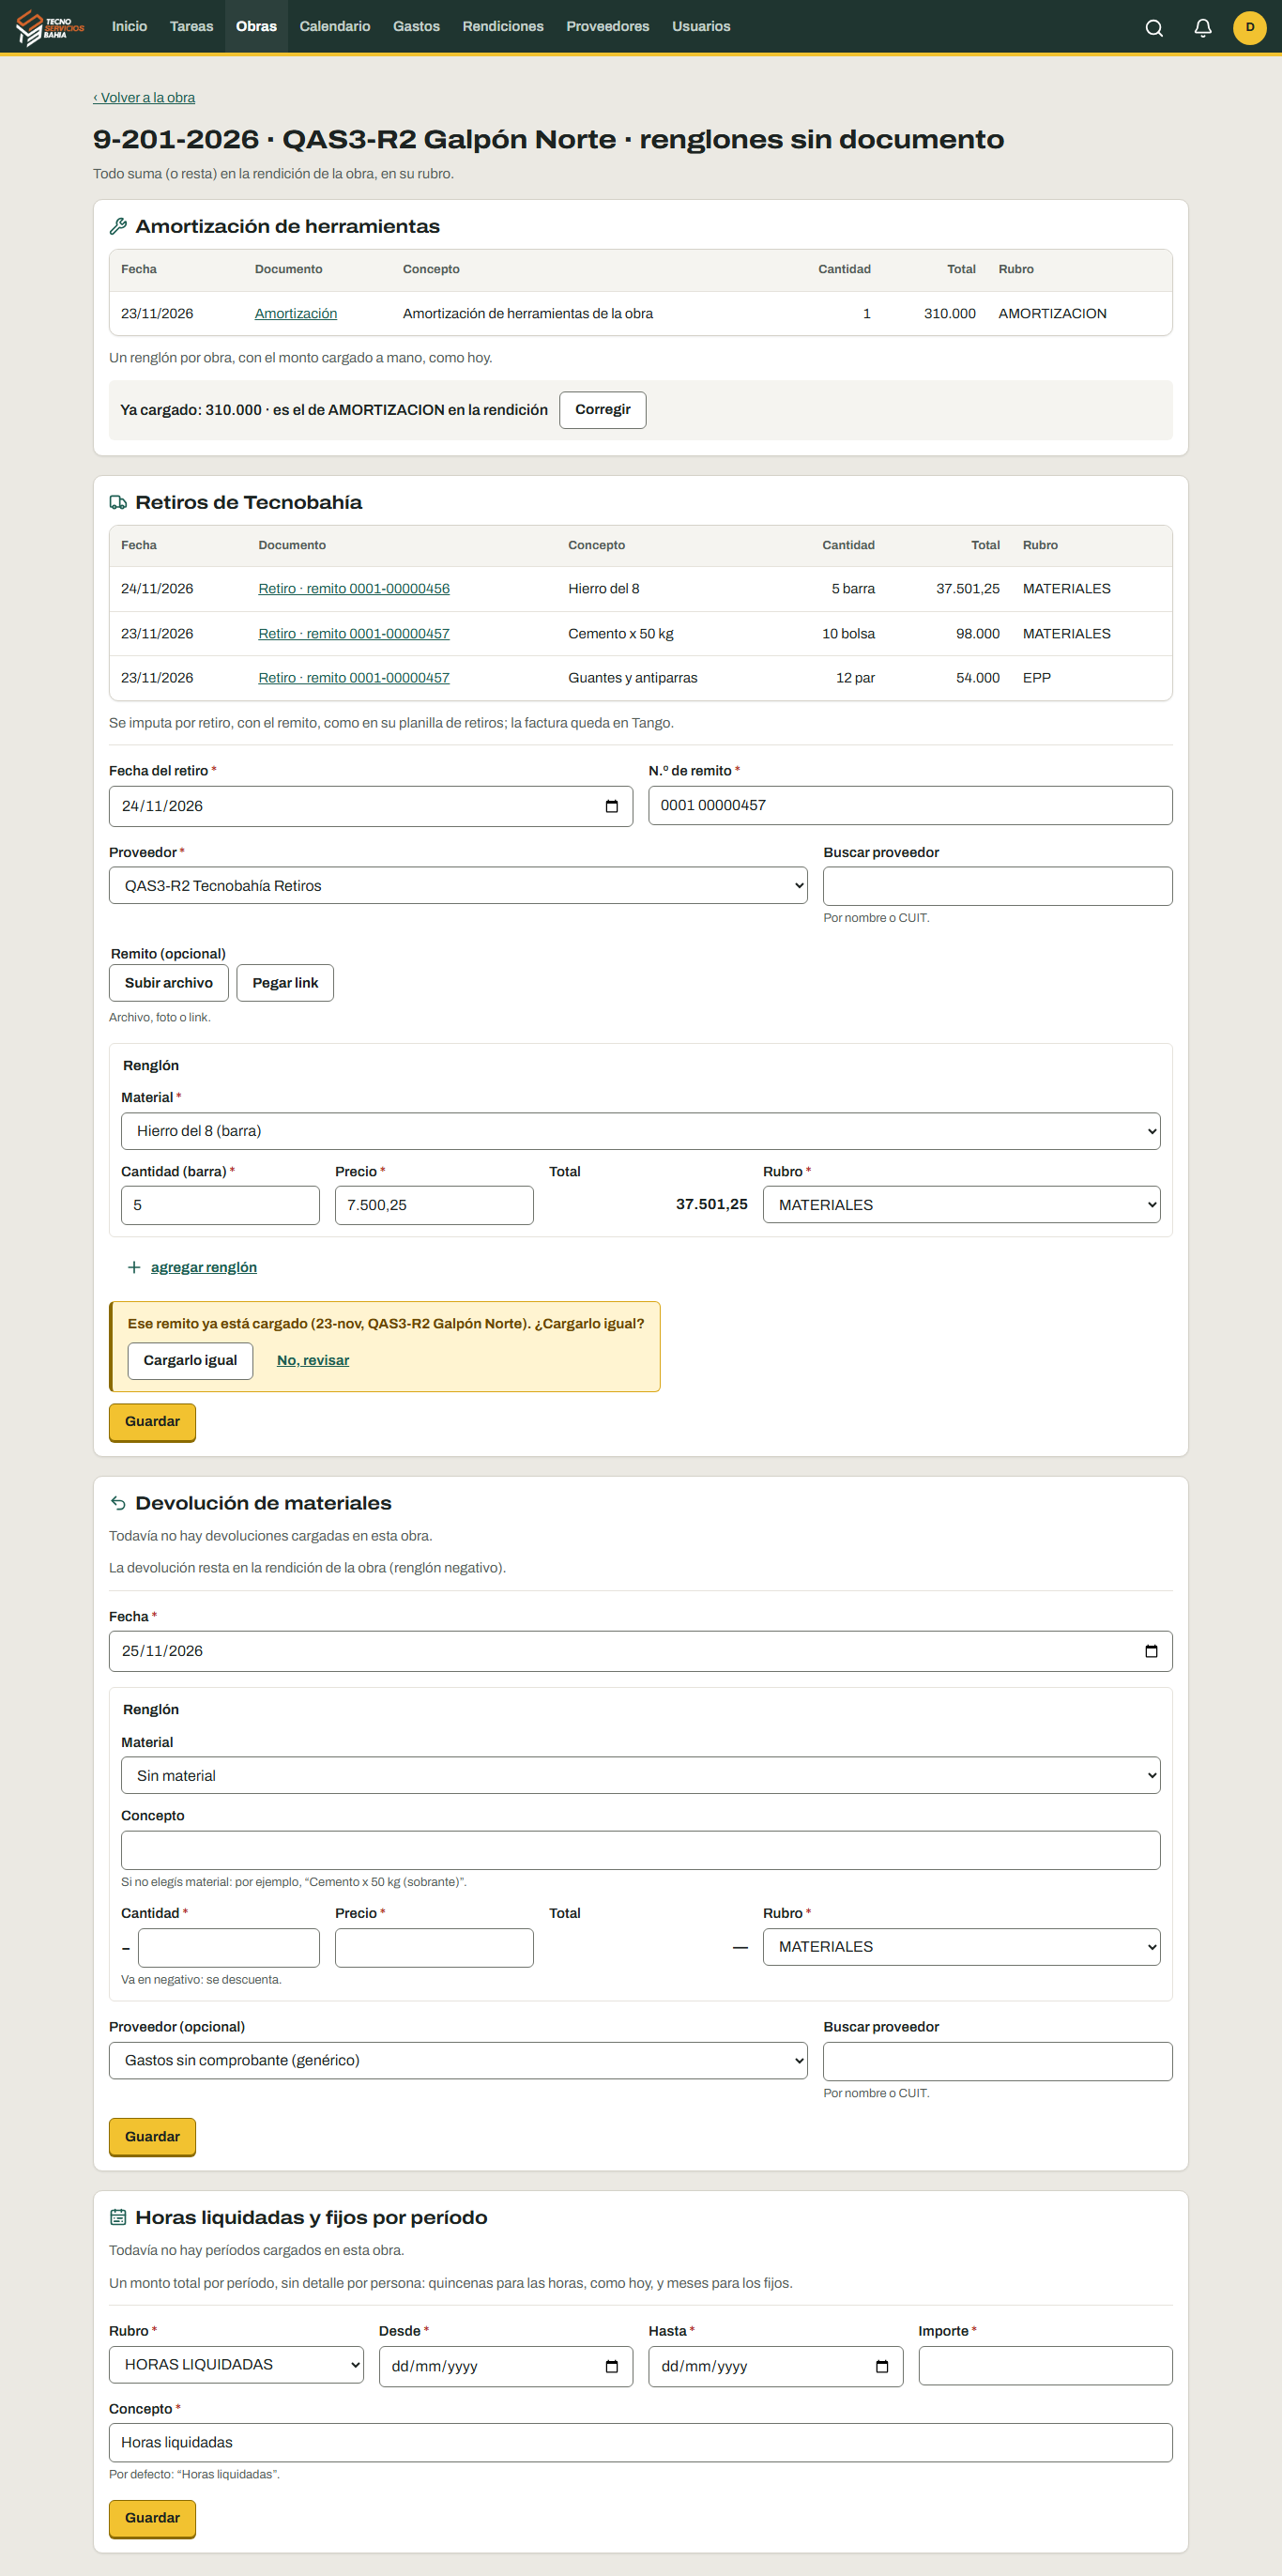 TECNO SERVICIOS BAHIA
Inicio Tareas Obras Calendario Gastos Rendiciones Proveedores Usuarios D
‹ Volver a la obra
9-201-2026 · QAS3-R2 Galpón Norte · renglones sin documento
Todo suma (o resta) en la rendición de la obra, en su rubro.
Amortización de herramientas
Fecha Documento Concepto Cantidad Total Rubro
23/11/2026 Amortización Amortización de herramientas de la obra 1 310.000 AMORTIZACION
Un renglón por obra, con el monto cargado a mano, como hoy.
Ya cargado: 310.000 · es el de AMORTIZACION en la rendición Corregir
Retiros de Tecnobahía
Fecha Documento Concepto Cantidad Total Rubro
24/11/2026 Retiro · remito 0001-00000456 Hierro del 8 5 barra 37.501,25 MATERIALES
23/11/2026 Retiro · remito 0001-00000457 Cemento x 50 kg 10 bolsa 98.000 MATERIALES
23/11/2026 Retiro · remito 0001-00000457 Guantes y antiparras 12 par 54.000 EPP
Se imputa por retiro, con el remito, como en su planilla de retiros; la factura queda en Tango.
Fecha del retiro * N.º de remito *
24/11/2026 0001 00000457
Proveedor * Buscar proveedor
QAS3-R2 Tecnobahía Retiros
Por nombre o CUIT.
Remito (opcional)
Subir archivo Pegar link
Archivo, foto o link.
Renglón
Material *
Hierro del 8 (barra)
Cantidad (barra) * Precio * Total Rubro *
5 7.500,25 37.501,25 MATERIALES
+ agregar renglón
Ese remito ya está cargado (23-nov, QAS3-R2 Galpón Norte). ¿Cargarlo igual?
Cargarlo igual No, revisar
Guardar
Devolución de materiales
Todavía no hay devoluciones cargadas en esta obra.
La devolución resta en la rendición de la obra (renglón negativo).
Fecha *
25/11/2026
Renglón
Material
Sin material
Concepto
Si no elegís material: por ejemplo, “Cemento x 50 kg (sobrante)”.
Cantidad * Precio * Total Rubro *
– — MATERIALES
Va en negativo: se descuenta.
Proveedor (opcional) Buscar proveedor
Gastos sin comprobante (genérico)
Por nombre o CUIT.
Guardar
Horas liquidadas y fijos por período
Todavía no hay períodos cargados en esta obra.
Un monto total por período, sin detalle por persona: quincenas para las horas, como hoy, y meses para los fijos.
Rubro * Desde * Hasta * Importe *
HORAS LIQUIDADAS dd/mm/yyyy dd/mm/yyyy
Concepto *
Horas liquidadas
Por defecto: “Horas liquidadas”.
Guardar